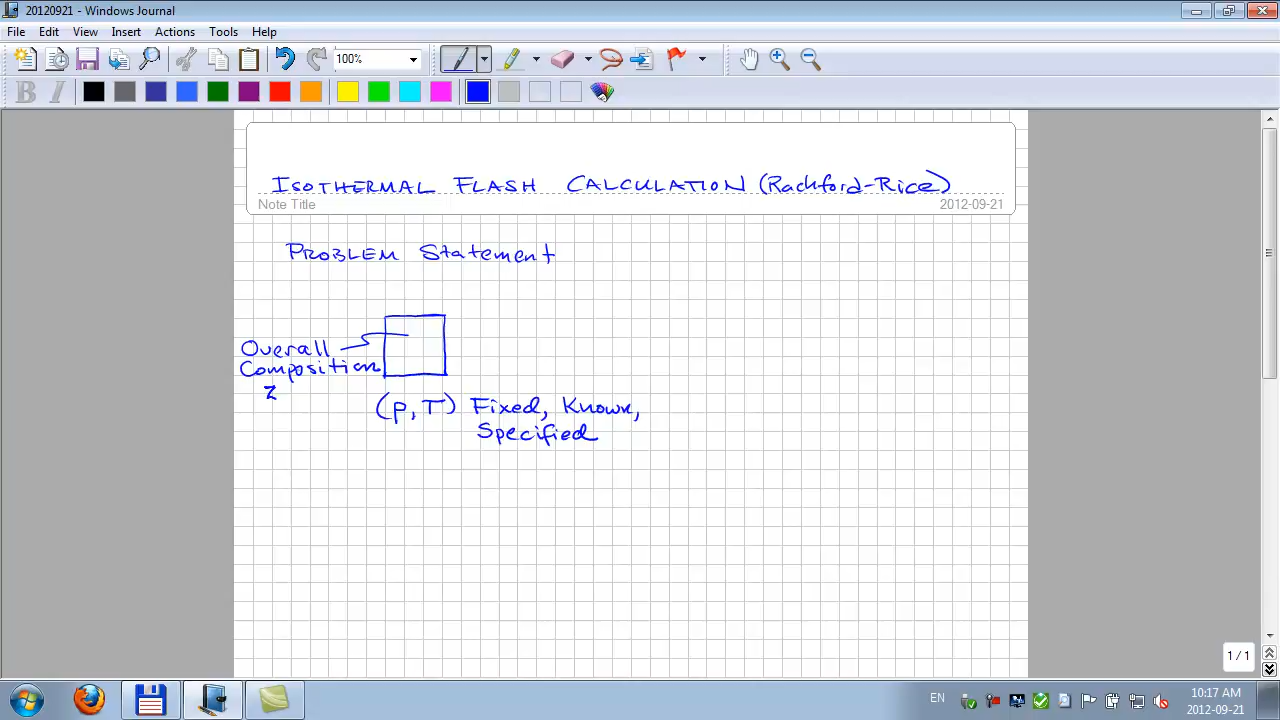 20120921 - Windows Journal
File Edit View Insert Actions Tools Help
100%
B I
ISOTHERMAL FLASH CALCULATION (Rachford-Rice)
Note Title
2012-09-21
PROBLEM Statement
Overall
Composition
z
(p, T) Fixed, Known,
Specified
1 / 1
EN
10:17 AM
2012-09-21